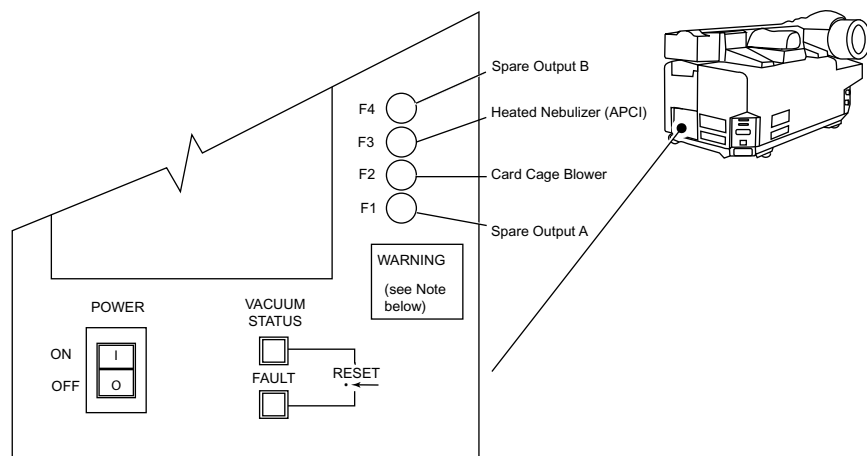 F4
Spare Output B
F3
Heated Nebulizer (APCI)
F2
Card Cage Blower
F1
Spare Output A
WARNING
(see Note
below)
POWER
VACUUM
STATUS
ON
I
OFF
O
FAULT
RESET